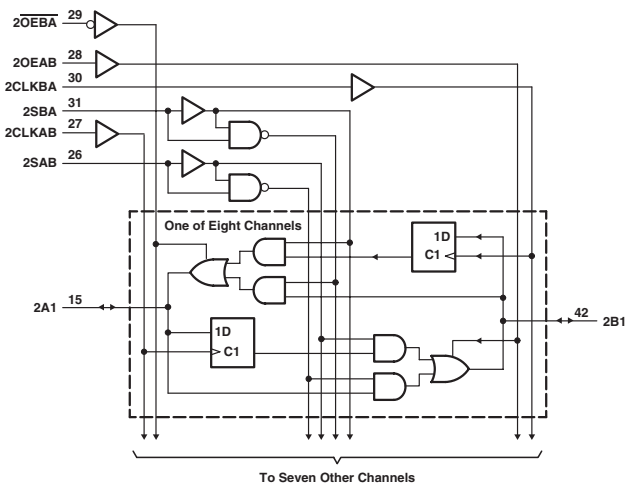 2OEBA 29
2OEAB 28
2CLKBA 30
2SBA 31
2CLKAB 27
2SAB 26
One of Eight Channels
1D
C1
2A1 15
42 2B1
1D
C1
To Seven Other Channels